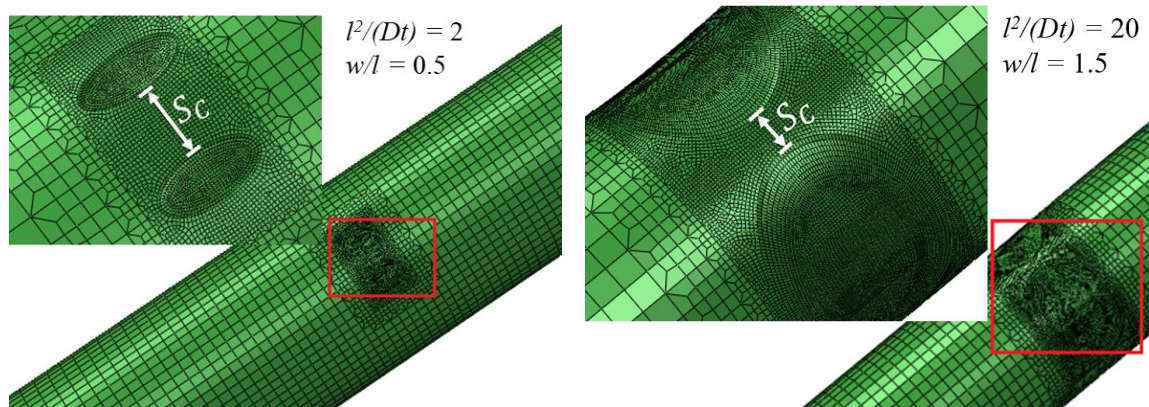 l²/(Dt) = 2
w/l = 0.5
Sc
l²/(Dt) = 20
w/l = 1.5
Sc